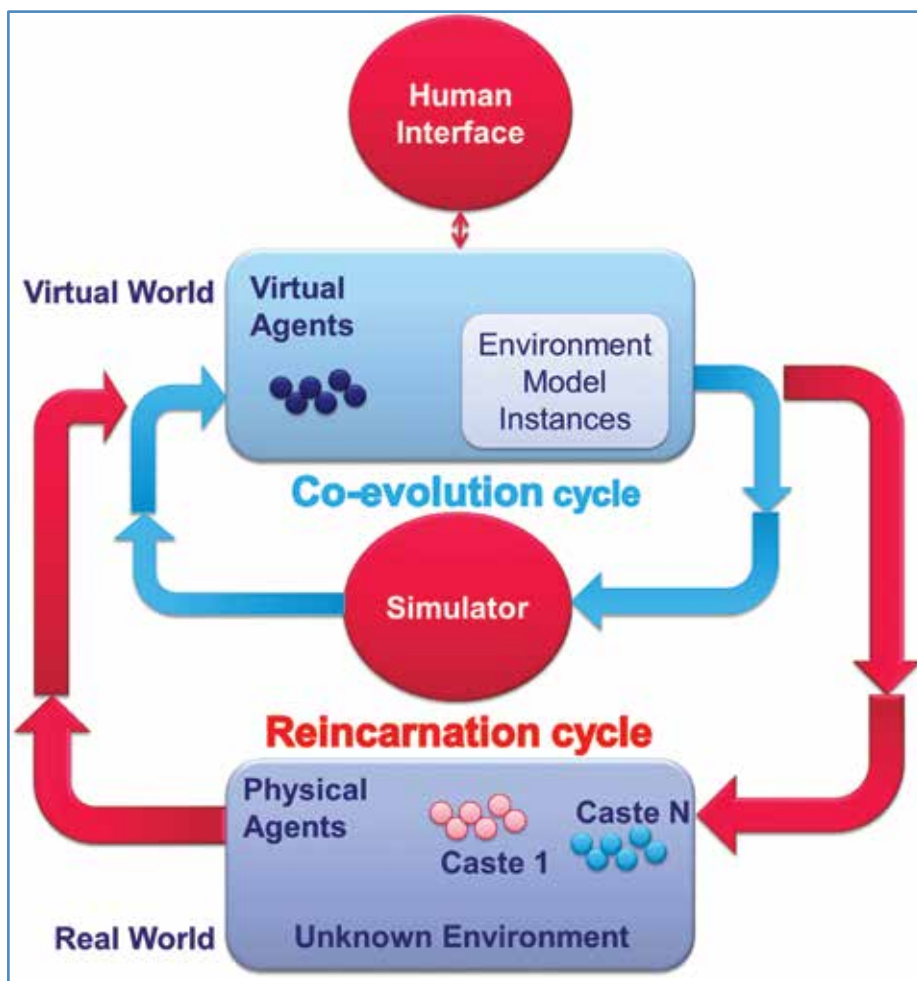 Human
Interface
Virtual World
Virtual
Agents
Environment
Model
Instances
Co-evolution cycle
Simulator
Reincarnation cycle
Physical
Agents
Caste N
Caste 1
Real World
Unknown Environment